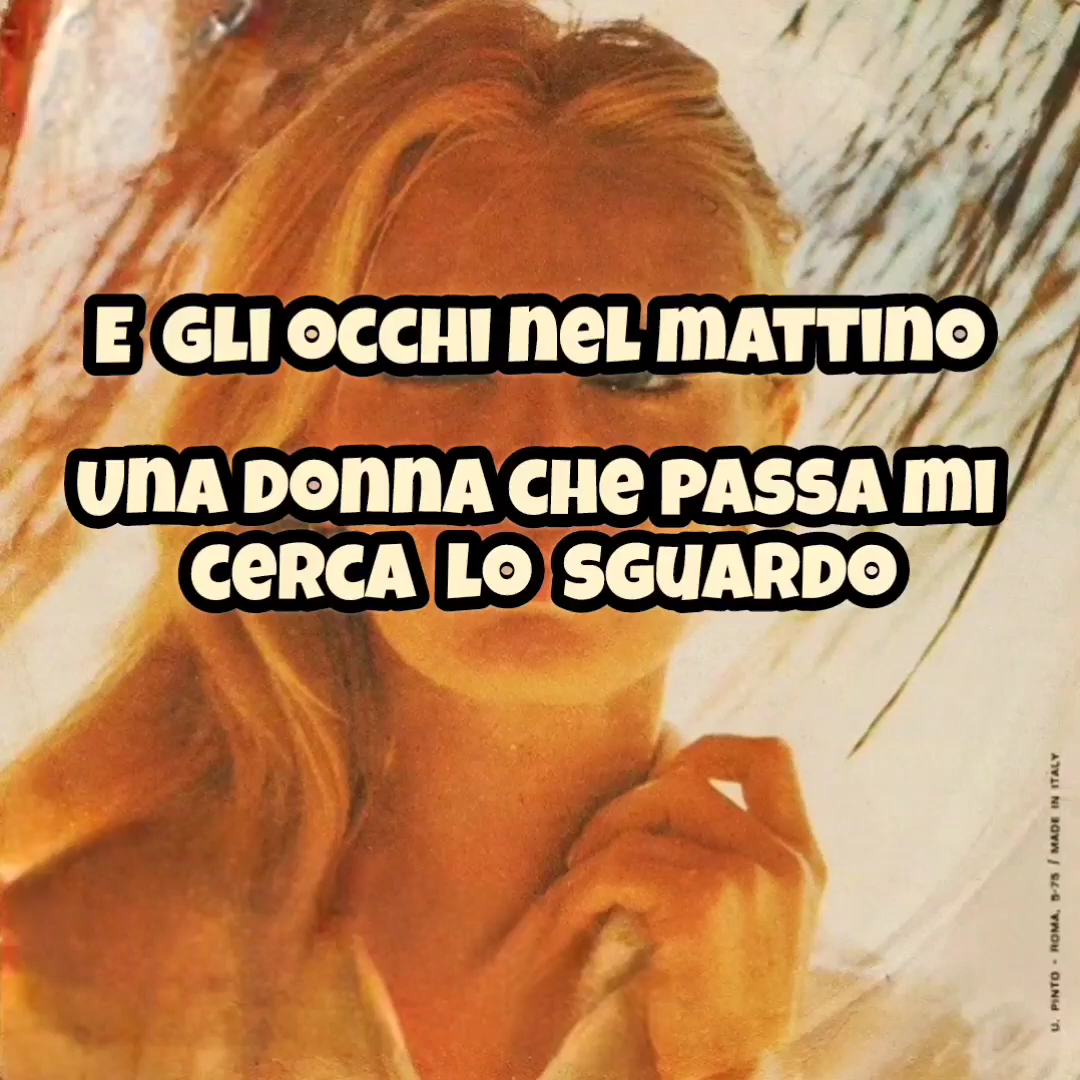 E GLI OCCHI NEL MATTINO
UNA DONNA CHE PASSA MI
CERCA LO SGUARDO
U. PINTO - ROMA, 5-75 / MADE IN ITALY